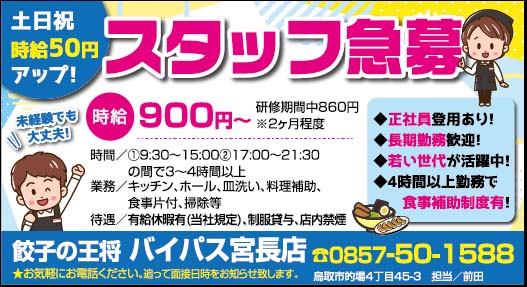 土日祝
時給50円
アップ!
スタッフ急募
未経験でも
大丈夫!
時給 900円〜 研修期間中860円
※2ヶ月程度
時間/①9:30〜15:00②17:00〜21:30
の間で3〜4時間以上
業務/キッチン、ホール、皿洗い、料理補助、
食事片付、掃除等
待遇/有給休暇有(当社規定)、制服貸与、店内禁煙
◆正社員登用あり!
◆長期勤務歓迎!
◆若い世代が活躍中!
◆4時間以上勤務で
食事補助制度有!
餃子の王将 バイパス宮長店 ☎0857-50-1588
★お気軽にお電話ください。追って面接日時をお知らせ致します。 鳥取市的場4丁目45-3 担当/前田